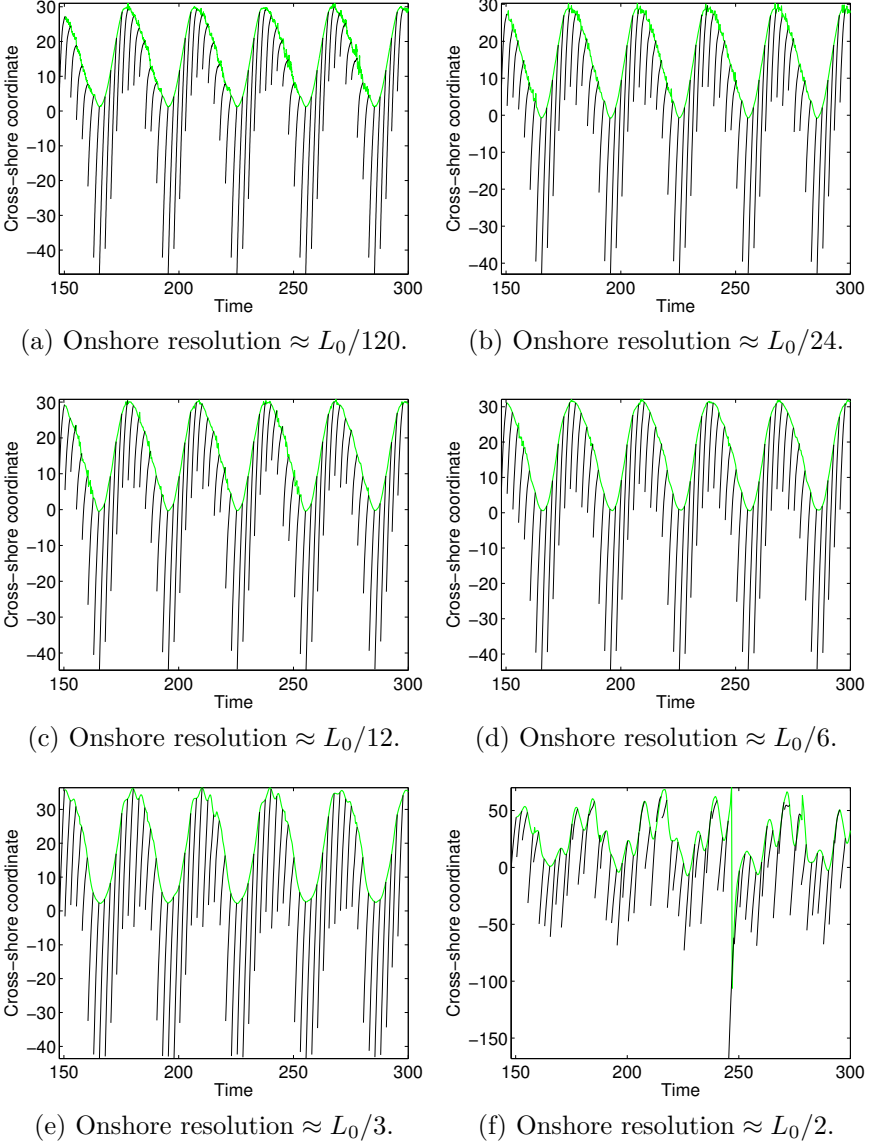 Cross−shore coordinate
30
20
10
0
−10
−20
−30
−40
150 200 250 300
Time
(a) Onshore resolution ≈ L₀/120.
Cross−shore coordinate
30
20
10
0
−10
−20
−30
−40
150 200 250 300
Time
(b) Onshore resolution ≈ L₀/24.
Cross−shore coordinate
30
20
10
0
−10
−20
−30
−40
150 200 250 300
Time
(c) Onshore resolution ≈ L₀/12.
Cross−shore coordinate
30
20
10
0
−10
−20
−30
−40
150 200 250 300
Time
(d) Onshore resolution ≈ L₀/6.
Cross−shore coordinate
30
20
10
0
−10
−20
−30
−40
150 200 250 300
Time
(e) Onshore resolution ≈ L₀/3.
Cross−shore coordinate
50
0
−50
−100
−150
150 200 250 300
Time
(f) Onshore resolution ≈ L₀/2.